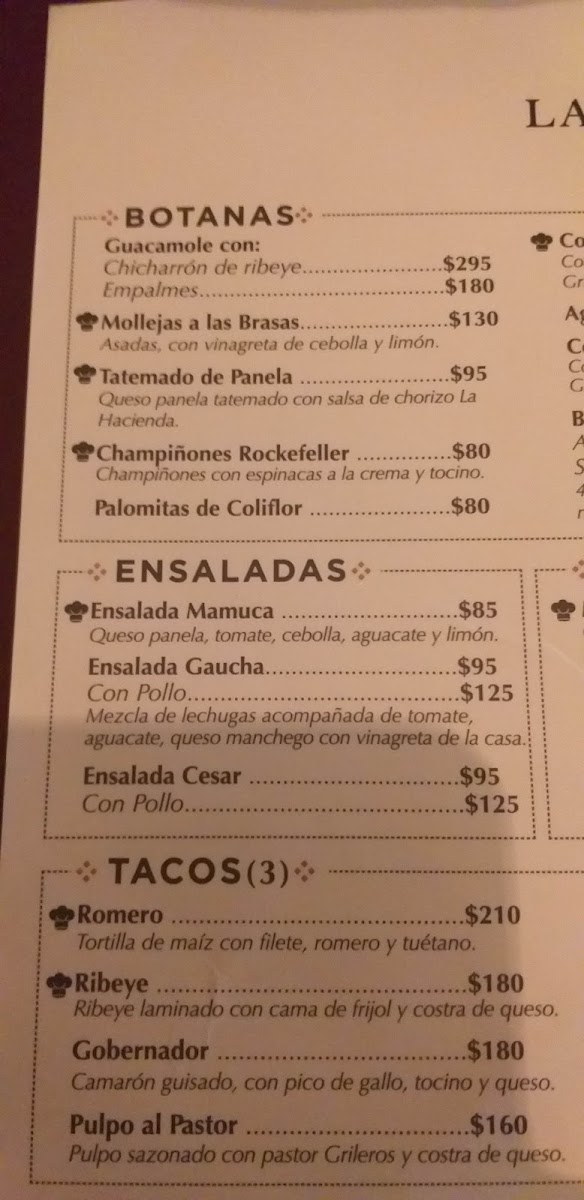 LA
BOTANAS
Guacamole con:
Chicharrón de ribeye..........................$295
Empalmes.............................................$180
Mollejas a las Brasas...........................$130
Asadas, con vinagreta de cebolla y limón.
Tatemado de Panela ...........................$95
Queso panela tatemado con salsa de chorizo La
Hacienda.
Champiñones Rockefeller .................$80
Champiñones con espinacas a la crema y tocino.
Palomitas de Coliflor .........................$80
Co
Co
Gr
Ag
C
C
G
B
A
S
4
r
ENSALADAS
Ensalada Mamuca ...............................$85
Queso panela, tomate, cebolla, aguacate y limón.
Ensalada Gaucha..................................$95
Con Pollo................................................$125
Mezcla de lechugas acompañada de tomate,
aguacate, queso manchego con vinagreta de la casa.
Ensalada Cesar .....................................$95
Con Pollo................................................$125
TACOS(3)
Romero ...................................................$210
Tortilla de maíz con filete, romero y tuétano.
Ribeye ......................................................$180
Ribeye laminado con cama de frijol y costra de queso.
Gobernador ............................................$180
Camarón guisado, con pico de gallo, tocino y queso.
Pulpo al Pastor .......................................$160
Pulpo sazonado con pastor Grileros y costra de queso.